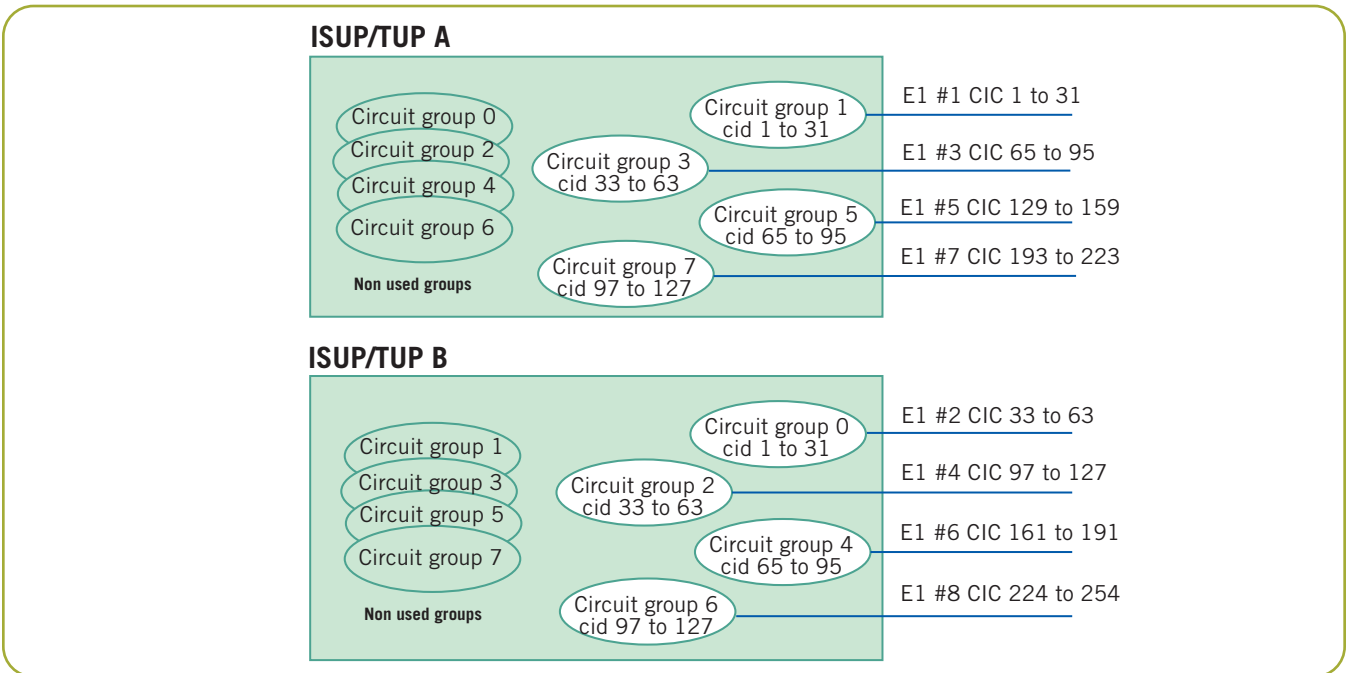 ISUP/TUP A
Circuit group 0
Circuit group 2
Circuit group 4
Circuit group 6
Non used groups
Circuit group 1
cid 1 to 31
Circuit group 3
cid 33 to 63
Circuit group 5
cid 65 to 95
Circuit group 7
cid 97 to 127
E1 #1 CIC 1 to 31
E1 #3 CIC 65 to 95
E1 #5 CIC 129 to 159
E1 #7 CIC 193 to 223
ISUP/TUP B
Circuit group 1
Circuit group 3
Circuit group 5
Circuit group 7
Non used groups
Circuit group 0
cid 1 to 31
Circuit group 2
cid 33 to 63
Circuit group 4
cid 65 to 95
Circuit group 6
cid 97 to 127
E1 #2 CIC 33 to 63
E1 #4 CIC 97 to 127
E1 #6 CIC 161 to 191
E1 #8 CIC 224 to 254